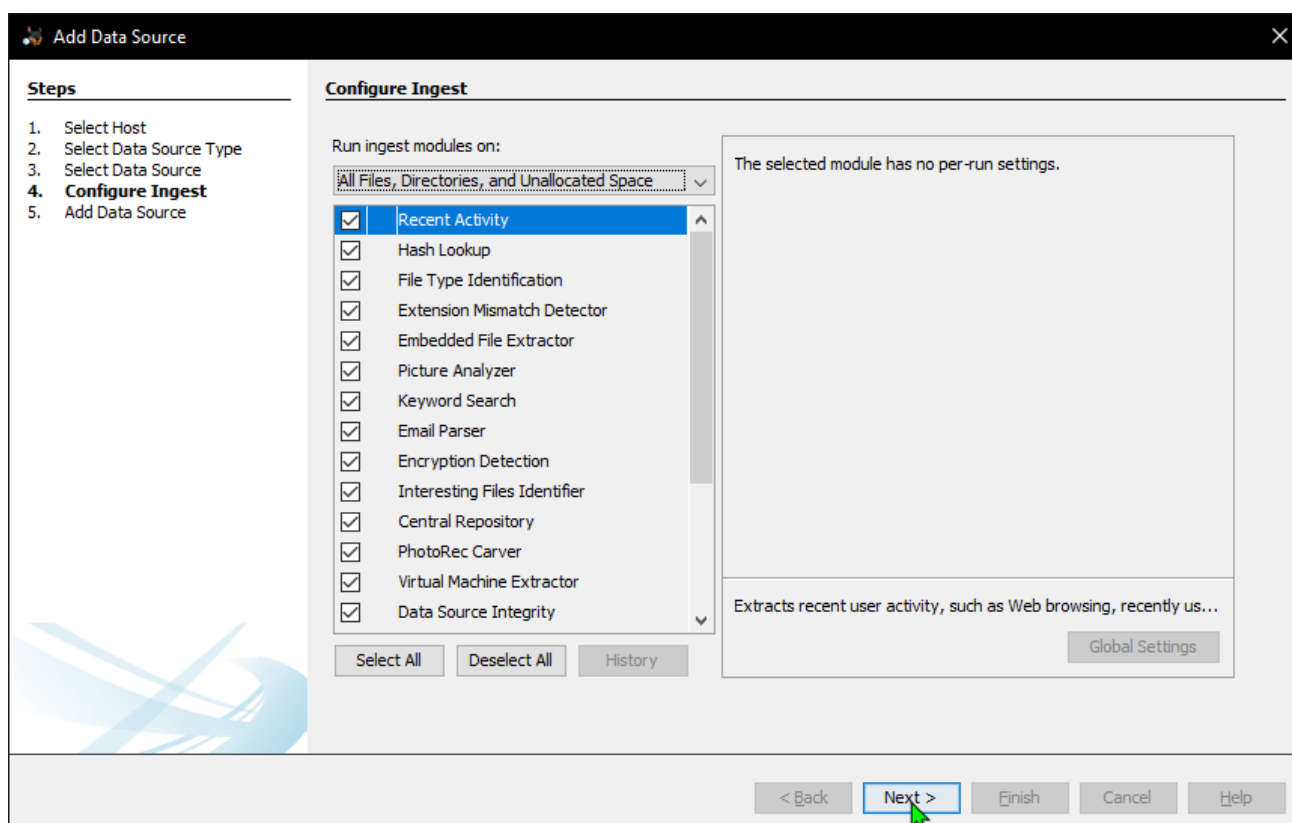 Add Data Source
Steps
1. Select Host
2. Select Data Source Type
3. Select Data Source
4. Configure Ingest
5. Add Data Source
Configure Ingest
Run ingest modules on:
All Files, Directories, and Unallocated Space
Recent Activity
Hash Lookup
File Type Identification
Extension Mismatch Detector
Embedded File Extractor
Picture Analyzer
Keyword Search
Email Parser
Encryption Detection
Interesting Files Identifier
Central Repository
PhotoRec Carver
Virtual Machine Extractor
Data Source Integrity
Select All Deselect All History
The selected module has no per-run settings.
Extracts recent user activity, such as Web browsing, recently us...
Global Settings
< Back Next > Finish Cancel Help